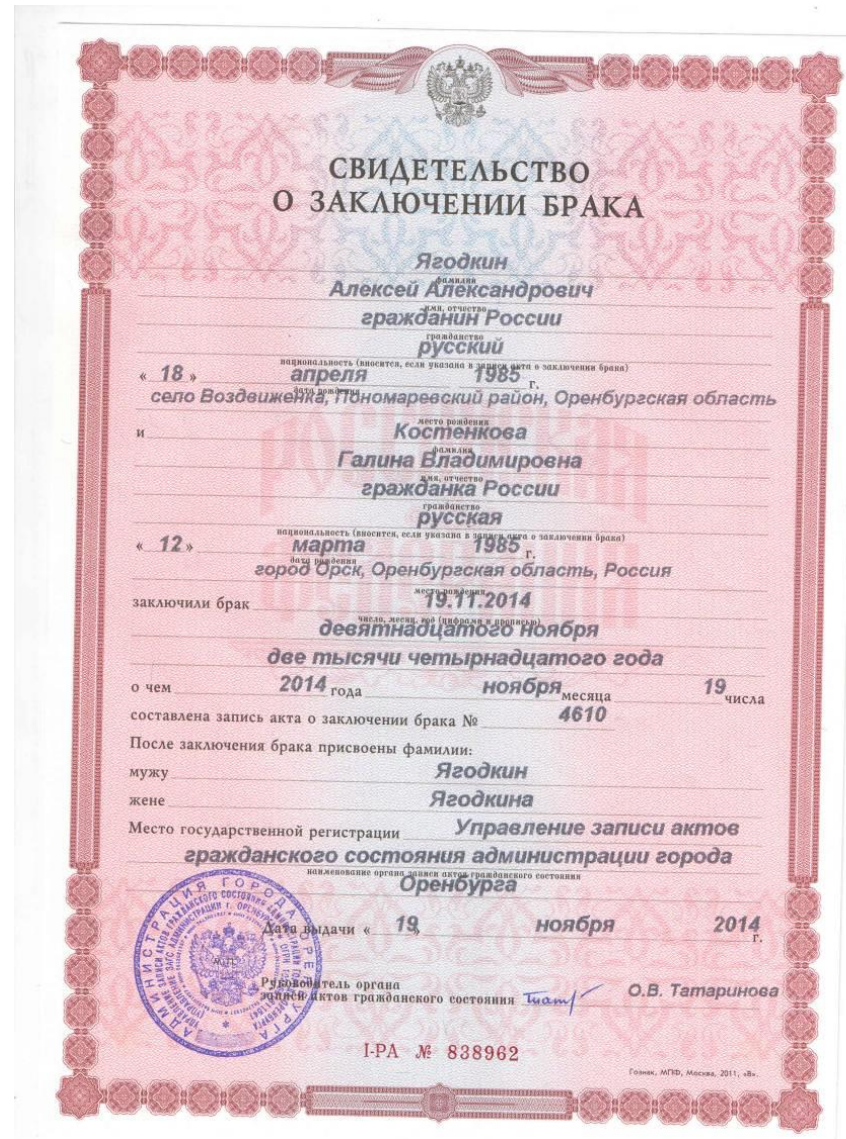 СВИДЕТЕЛЬСТВО
О ЗАКЛЮЧЕНИИ БРАКА
Ягодкин
фамилия
Алексей Александрович
имя, отчество
гражданин России
гражданство
русский
национальность (вносится, если указана в записи акта о заключении брака)
« 18 » апреля 1985 г.
дата рождения
село Воздвиженка, Пономаревский район, Оренбургская область
место рождения
и Костенкова
фамилия
Галина Владимировна
имя, отчество
гражданка России
гражданство
русская
национальность (вносится, если указана в записи акта о заключении брака)
« 12 » марта 1985 г.
дата рождения
город Орск, Оренбургская область, Россия
место рождения
заключили брак 19.11.2014
число, месяц, год (цифрами и прописью)
девятнадцатого ноября
две тысячи четырнадцатого года
о чем 2014 года ноября месяца 19 числа
составлена запись акта о заключении брака № 4610
После заключения брака присвоены фамилии:
мужу Ягодкин
жене Ягодкина
Место государственной регистрации Управление записи актов
гражданского состояния администрации города
наименование органа записи актов гражданского состояния
Оренбурга
Дата выдачи « 19 » ноября 2014 г.
Руководитель органа
записи актов гражданского состояния О.В. Татаринова
АДМИНИСТРАЦИЯ ГОРОДА ОРЕНБУРГА
I-РА № 838962
Гознак, МПФ, Москва, 2011, «В».